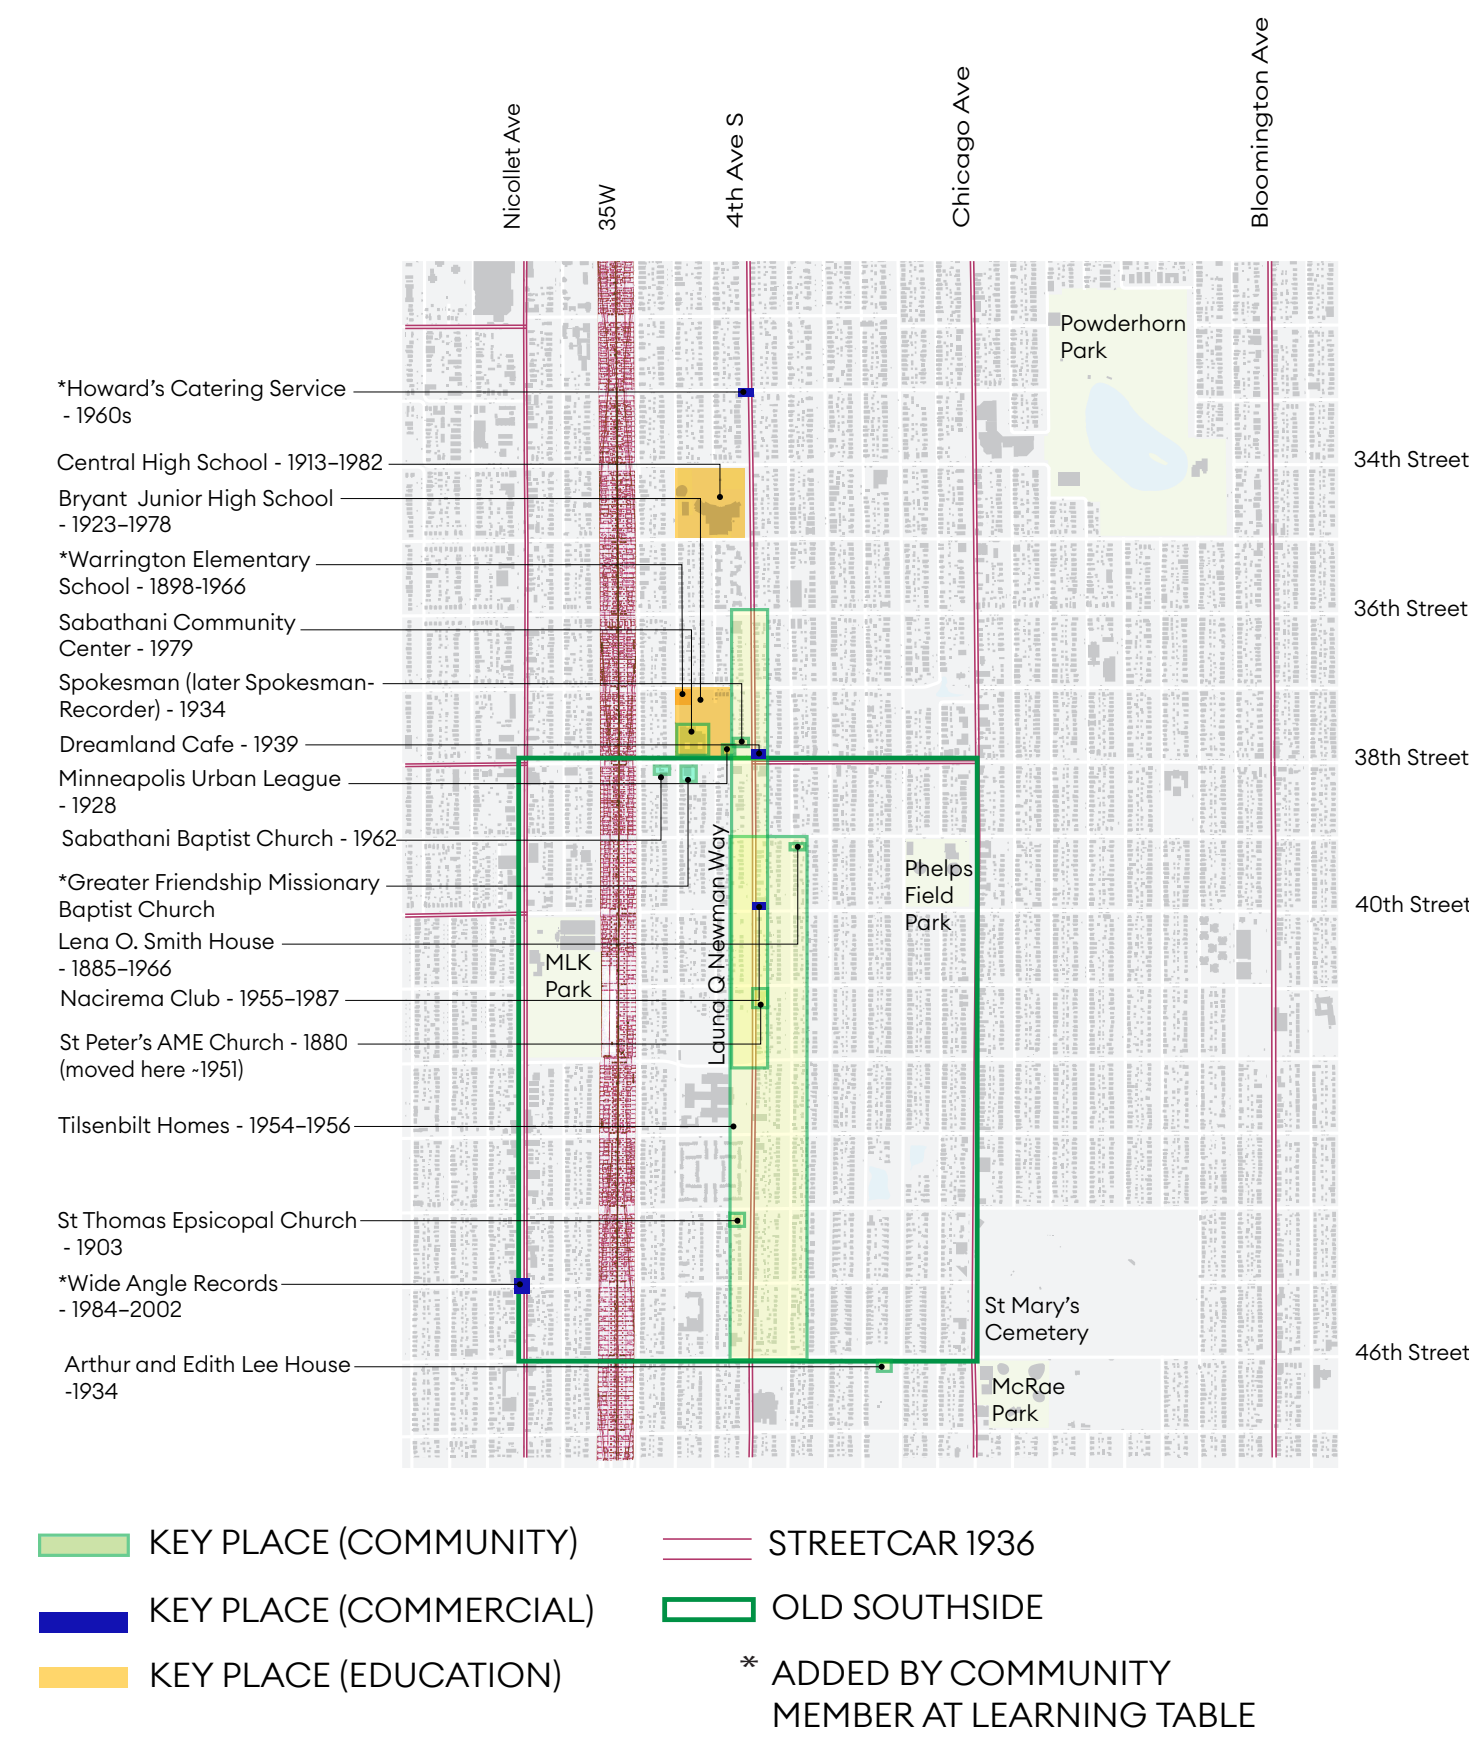 Nicollet Ave
35W
4th Ave S
Chicago Ave
Bloomington Ave
Powderhorn
Park
*Howard's Catering Service
- 1960s
Central High School - 1913–1982
34th Street
Bryant Junior High School
- 1923–1978
*Warrington Elementary
School - 1898-1966
36th Street
Sabathani Community
Center - 1979
Spokesman (later Spokesman-
Recorder) - 1934
Dreamland Cafe - 1939
38th Street
Minneapolis Urban League
- 1928
Sabathani Baptist Church - 1962
Launa Q Newman Way
Phelps
Field
Park
*Greater Friendship Missionary
Baptist Church
40th Street
Lena O. Smith House
- 1885–1966
MLK
Park
Nacirema Club - 1955–1987
St Peter's AME Church - 1880
(moved here ~1951)
Tilsenbilt Homes - 1954–1956
St Thomas Epsicopal Church
- 1903
*Wide Angle Records
- 1984–2002
St Mary's
Cemetery
46th Street
Arthur and Edith Lee House
-1934
McRae
Park
KEY PLACE (COMMUNITY)
STREETCAR 1936
KEY PLACE (COMMERCIAL)
OLD SOUTHSIDE
KEY PLACE (EDUCATION)
* ADDED BY COMMUNITY
MEMBER AT LEARNING TABLE